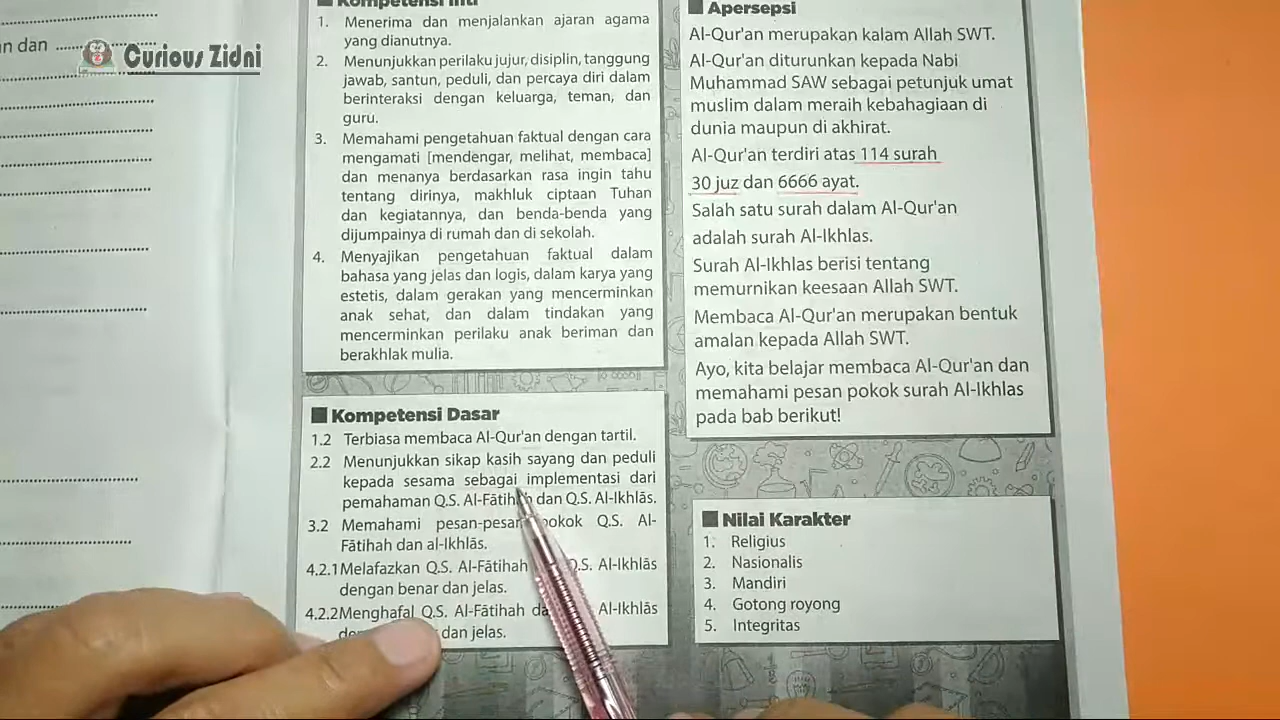 n dan ........................
Curious Zidni
Kompetensi Inti
1. Menerima dan menjalankan ajaran agama
yang dianutnya.
2. Menunjukkan perilaku jujur, disiplin, tanggung
jawab, santun, peduli, dan percaya diri dalam
berinteraksi dengan keluarga, teman, dan
guru.
3. Memahami pengetahuan faktual dengan cara
mengamati [mendengar, melihat, membaca]
dan menanya berdasarkan rasa ingin tahu
tentang dirinya, makhluk ciptaan Tuhan
dan kegiatannya, dan benda-benda yang
dijumpainya di rumah dan di sekolah.
4. Menyajikan pengetahuan faktual dalam
bahasa yang jelas dan logis, dalam karya yang
estetis, dalam gerakan yang mencerminkan
anak sehat, dan dalam tindakan yang
mencerminkan perilaku anak beriman dan
berakhlak mulia.
Kompetensi Dasar
1.2 Terbiasa membaca Al-Qur'an dengan tartil.
2.2 Menunjukkan sikap kasih sayang dan peduli
kepada sesama sebagai implementasi dari
pemahaman Q.S. Al-Fātihah dan Q.S. Al-Ikhlās.
3.2 Memahami pesan-pesan pokok Q.S. Al-
Fātihah dan al-Ikhlās.
4.2.1 Melafazkan Q.S. Al-Fātihah Q.S. Al-Ikhlās
dengan benar dan jelas.
4.2.2 Menghafal Q.S. Al-Fātihah Al-Ikhlās
dan jelas.
Apersepsi
Al-Qur'an merupakan kalam Allah SWT.
Al-Qur'an diturunkan kepada Nabi
Muhammad SAW sebagai petunjuk umat
muslim dalam meraih kebahagiaan di
dunia maupun di akhirat.
Al-Qur'an terdiri atas 114 surah
30 juz dan 6666 ayat.
Salah satu surah dalam Al-Qur'an
adalah surah Al-Ikhlas.
Surah Al-Ikhlas berisi tentang
memurnikan keesaan Allah SWT.
Membaca Al-Qur'an merupakan bentuk
amalan kepada Allah SWT.
Ayo, kita belajar membaca Al-Qur'an dan
memahami pesan pokok surah Al-Ikhlas
pada bab berikut!
Nilai Karakter
1. Religius
2. Nasionalis
3. Mandiri
4. Gotong royong
5. Integritas